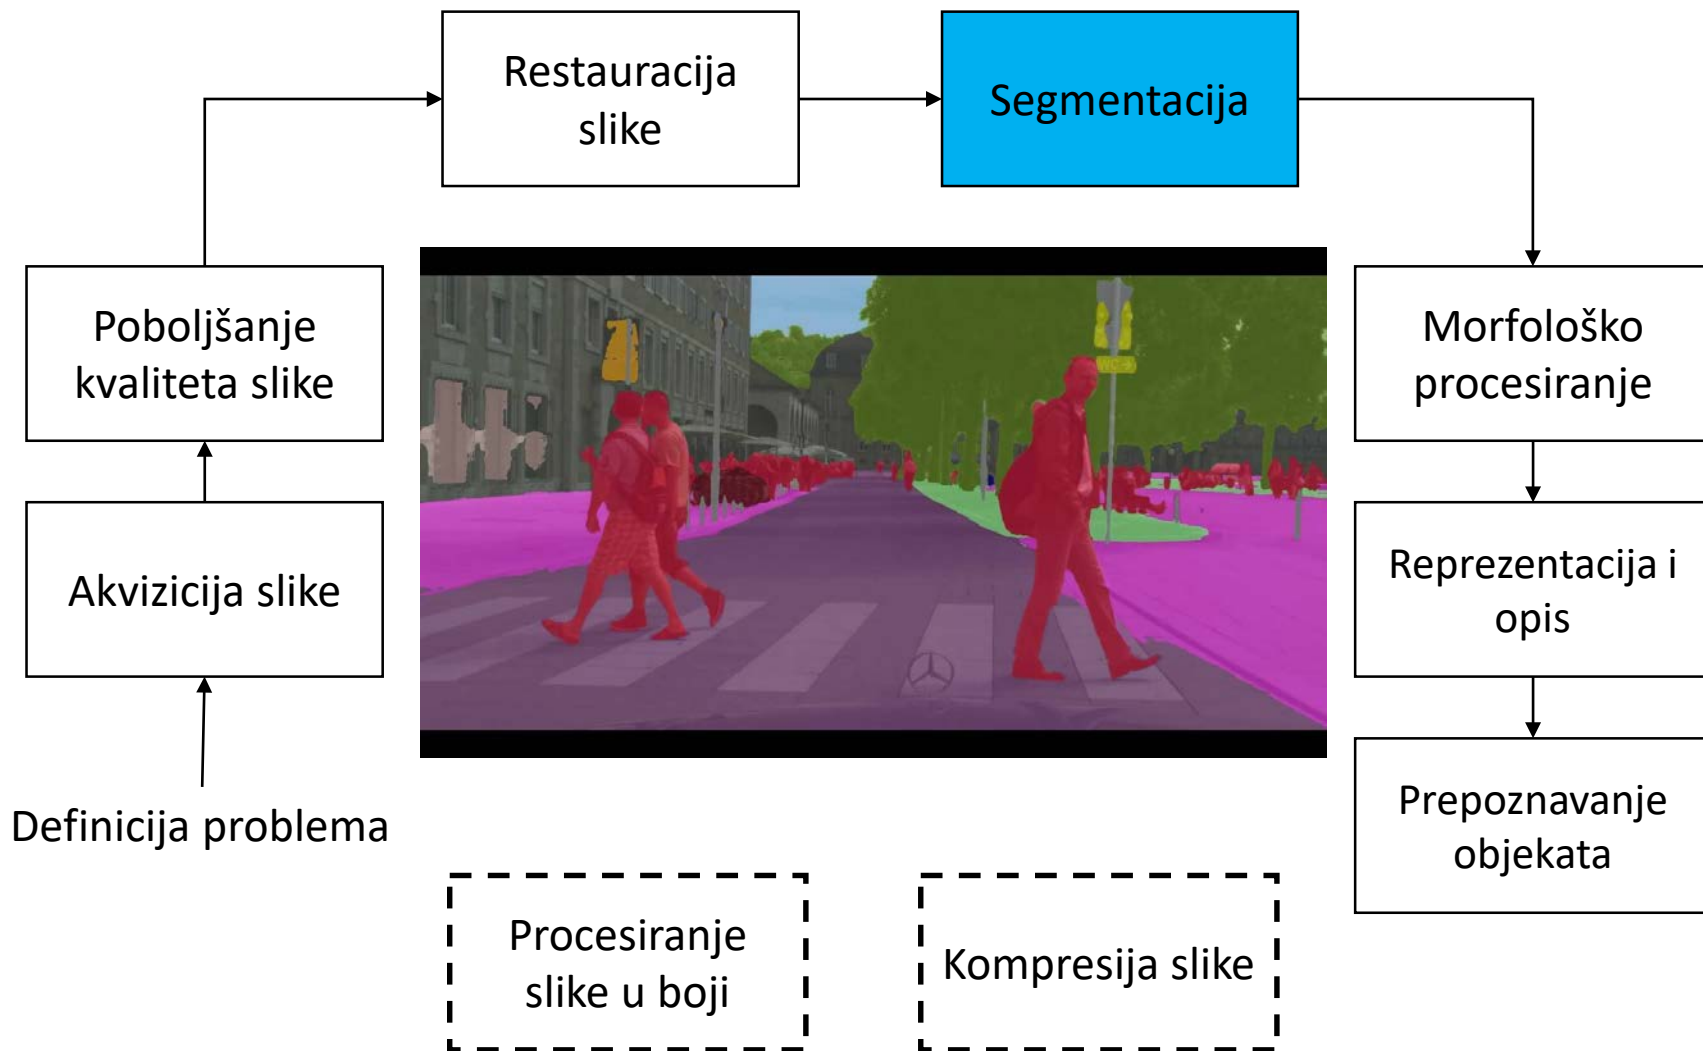 Restauracija
slike
Segmentacija
Poboljšanje
kvaliteta slike
Morfološko
procesiranje
Akvizicija slike
Reprezentacija i
opis
Definicija problema
Prepoznavanje
objekata
Procesiranje
slike u boji
Kompresija slike